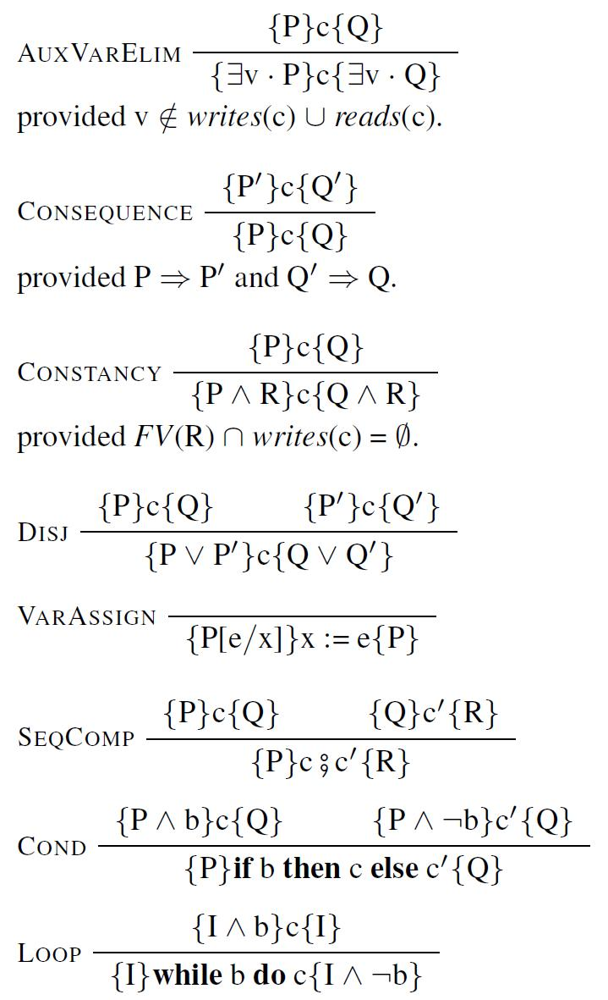 {P}c{Q}
AUXVARELIM
{∃v · P}c{∃v · Q}
provided v ∉ writes(c) ∪ reads(c).
{P′}c{Q′}
CONSEQUENCE
{P}c{Q}
provided P ⇒ P′ and Q′ ⇒ Q.
{P}c{Q}
CONSTANCY
{P ∧ R}c{Q ∧ R}
provided FV(R) ∩ writes(c) = ∅.
{P}c{Q} {P′}c{Q′}
DISJ
{P ∨ P′}c{Q ∨ Q′}
VARASSIGN
{P[e/x]}x := e{P}
{P}c{Q} {Q}c′{R}
SEQCOMP
{P}c ⨟ c′{R}
{P ∧ b}c{Q} {P ∧ ¬b}c′{Q}
COND
{P}if b then c else c′{Q}
{I ∧ b}c{I}
LOOP
{I}while b do c{I ∧ ¬b}